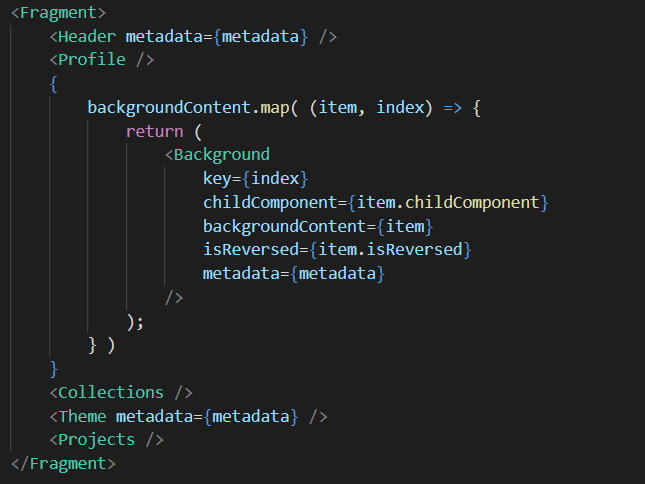 <Fragment>
<Header metadata={metadata} />
<Profile />
{
backgroundContent.map( (item, index) => {
return (
<Background
key={index}
childComponent={item.childComponent}
backgroundContent={item}
isReversed={item.isReversed}
metadata={metadata}
/>
);
} )
}
<Collections />
<Theme metadata={metadata} />
<Projects />
</Fragment>